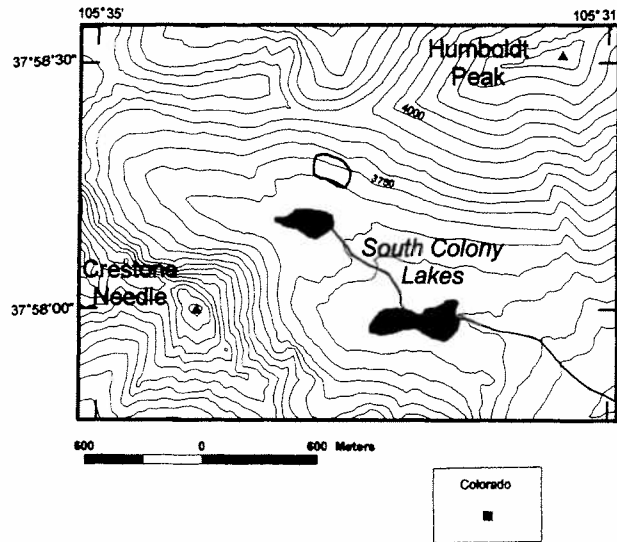 105° 35'
105° 31'
37°58'30"
Humboldt
Peak
4000
3750
South Colony
Lakes
Crestone
Needle
37°58'00"
600 0 600 Meters
Colorado